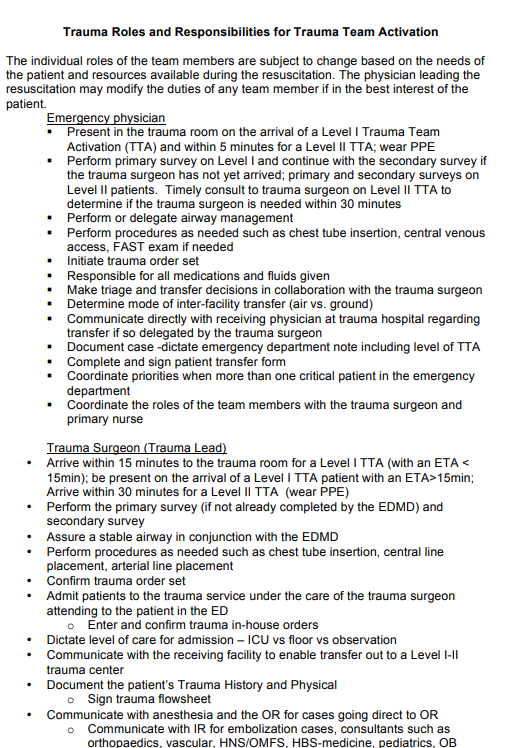 Trauma Roles and Responsibilities for Trauma Team Activation
The individual roles of the team members are subject to change based on the needs of
the patient and resources available during the resuscitation. The physician leading the
resuscitation may modify the duties of any team member if in the best interest of the
patient.
Emergency physician
▪ Present in the trauma room on the arrival of a Level I Trauma Team
Activation (TTA) and within 5 minutes for a Level II TTA; wear PPE
▪ Perform primary survey on Level I and continue with the secondary survey if
the trauma surgeon has not yet arrived; primary and secondary surveys on
Level II patients. Timely consult to trauma surgeon on Level II TTA to
determine if the trauma surgeon is needed within 30 minutes
▪ Perform or delegate airway management
▪ Perform procedures as needed such as chest tube insertion, central venous
access, FAST exam if needed
▪ Initiate trauma order set
▪ Responsible for all medications and fluids given
▪ Make triage and transfer decisions in collaboration with the trauma surgeon
▪ Determine mode of inter-facility transfer (air vs. ground)
▪ Communicate directly with receiving physician at trauma hospital regarding
transfer if so delegated by the trauma surgeon
▪ Document case -dictate emergency department note including level of TTA
▪ Complete and sign patient transfer form
▪ Coordinate priorities when more than one critical patient in the emergency
department
▪ Coordinate the roles of the team members with the trauma surgeon and
primary nurse
Trauma Surgeon (Trauma Lead)
• Arrive within 15 minutes to the trauma room for a Level I TTA (with an ETA <
15min); be present on the arrival of a Level I TTA patient with an ETA>15min;
Arrive within 30 minutes for a Level II TTA (wear PPE)
• Perform the primary survey (if not already completed by the EDMD) and
secondary survey
• Assure a stable airway in conjunction with the EDMD
• Perform procedures as needed such as chest tube insertion, central line
placement, arterial line placement
• Confirm trauma order set
• Admit patients to the trauma service under the care of the trauma surgeon
attending to the patient in the ED
o Enter and confirm trauma in-house orders
• Dictate level of care for admission – ICU vs floor vs observation
• Communicate with the receiving facility to enable transfer out to a Level I-II
trauma center
• Document the patient's Trauma History and Physical
o Sign trauma flowsheet
• Communicate with anesthesia and the OR for cases going direct to OR
o Communicate with IR for embolization cases, consultants such as
orthopaedics, vascular, HNS/OMFS, HBS-medicine, pediatrics, OB